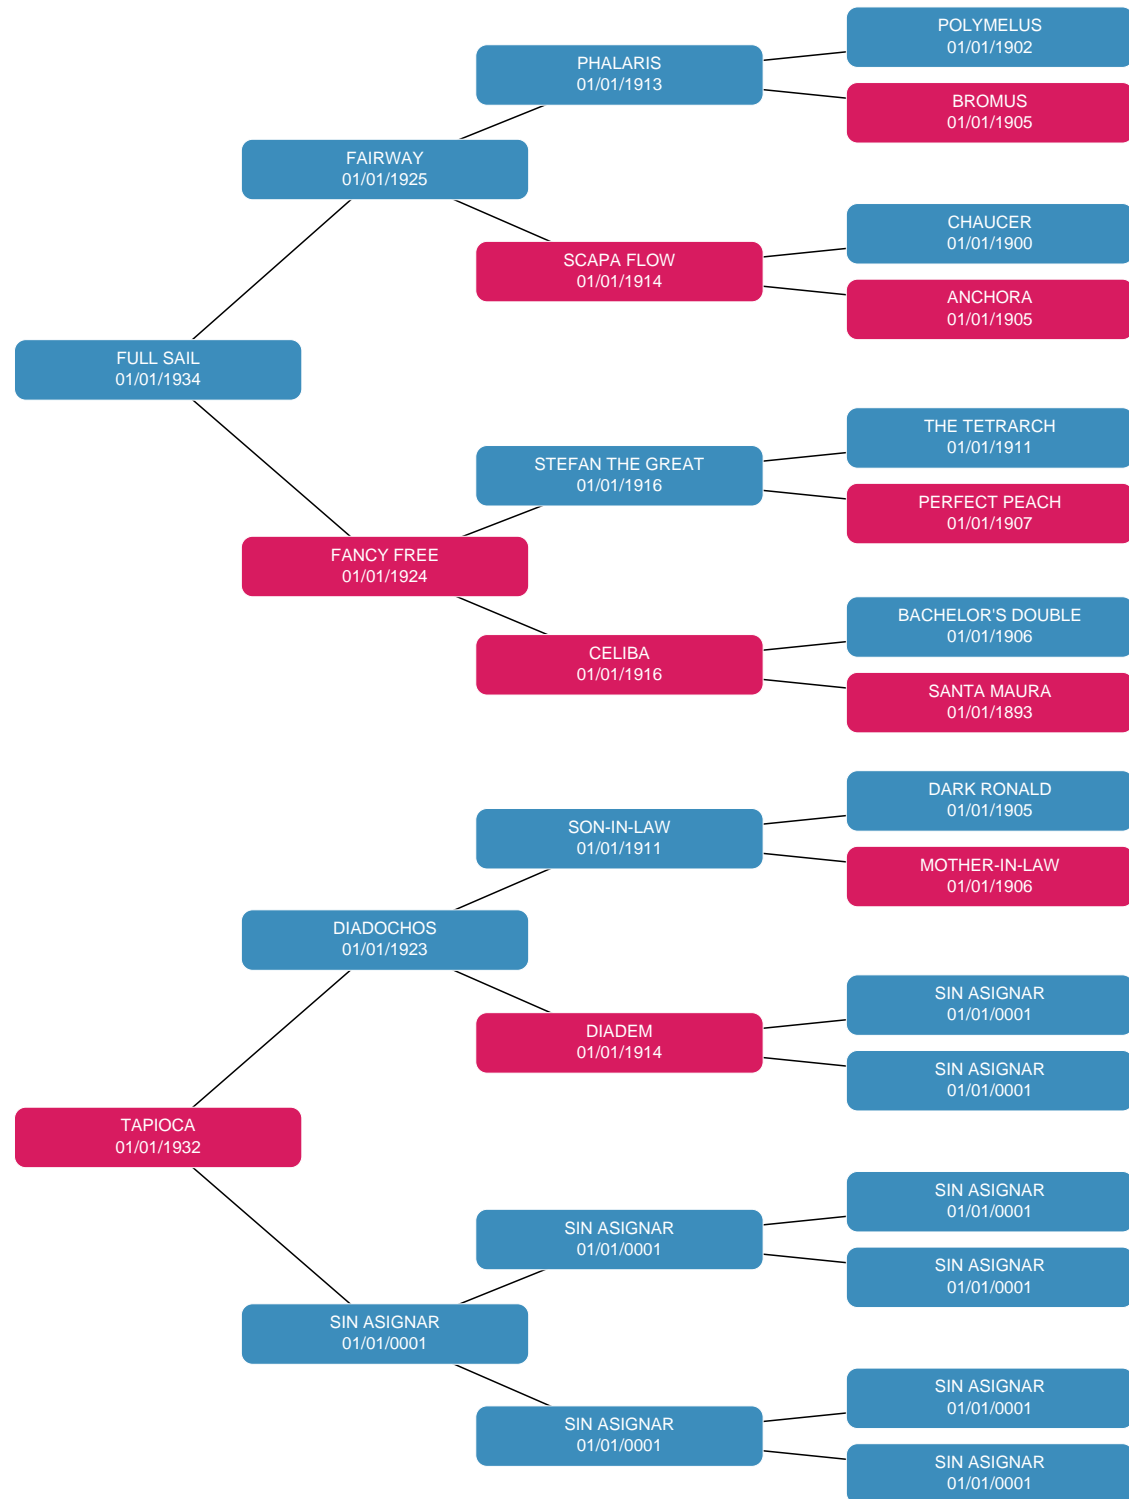 POLYMELUS
01/01/1902
PHALARIS
01/01/1913
BROMUS
01/01/1905
FAIRWAY
01/01/1925
CHAUCER
01/01/1900
SCAPA FLOW
01/01/1914
ANCHORA
01/01/1905
FULL SAIL
01/01/1934
THE TETRARCH
01/01/1911
STEFAN THE GREAT
01/01/1916
PERFECT PEACH
01/01/1907
FANCY FREE
01/01/1924
BACHELOR'S DOUBLE
01/01/1906
CELIBA
01/01/1916
SANTA MAURA
01/01/1893
DARK RONALD
01/01/1905
SON-IN-LAW
01/01/1911
MOTHER-IN-LAW
01/01/1906
DIADOCHOS
01/01/1923
SIN ASIGNAR
01/01/0001
DIADEM
01/01/1914
SIN ASIGNAR
01/01/0001
TAPIOCA
01/01/1932
SIN ASIGNAR
01/01/0001
SIN ASIGNAR
01/01/0001
SIN ASIGNAR
01/01/0001
SIN ASIGNAR
01/01/0001
SIN ASIGNAR
01/01/0001
SIN ASIGNAR
01/01/0001
SIN ASIGNAR
01/01/0001